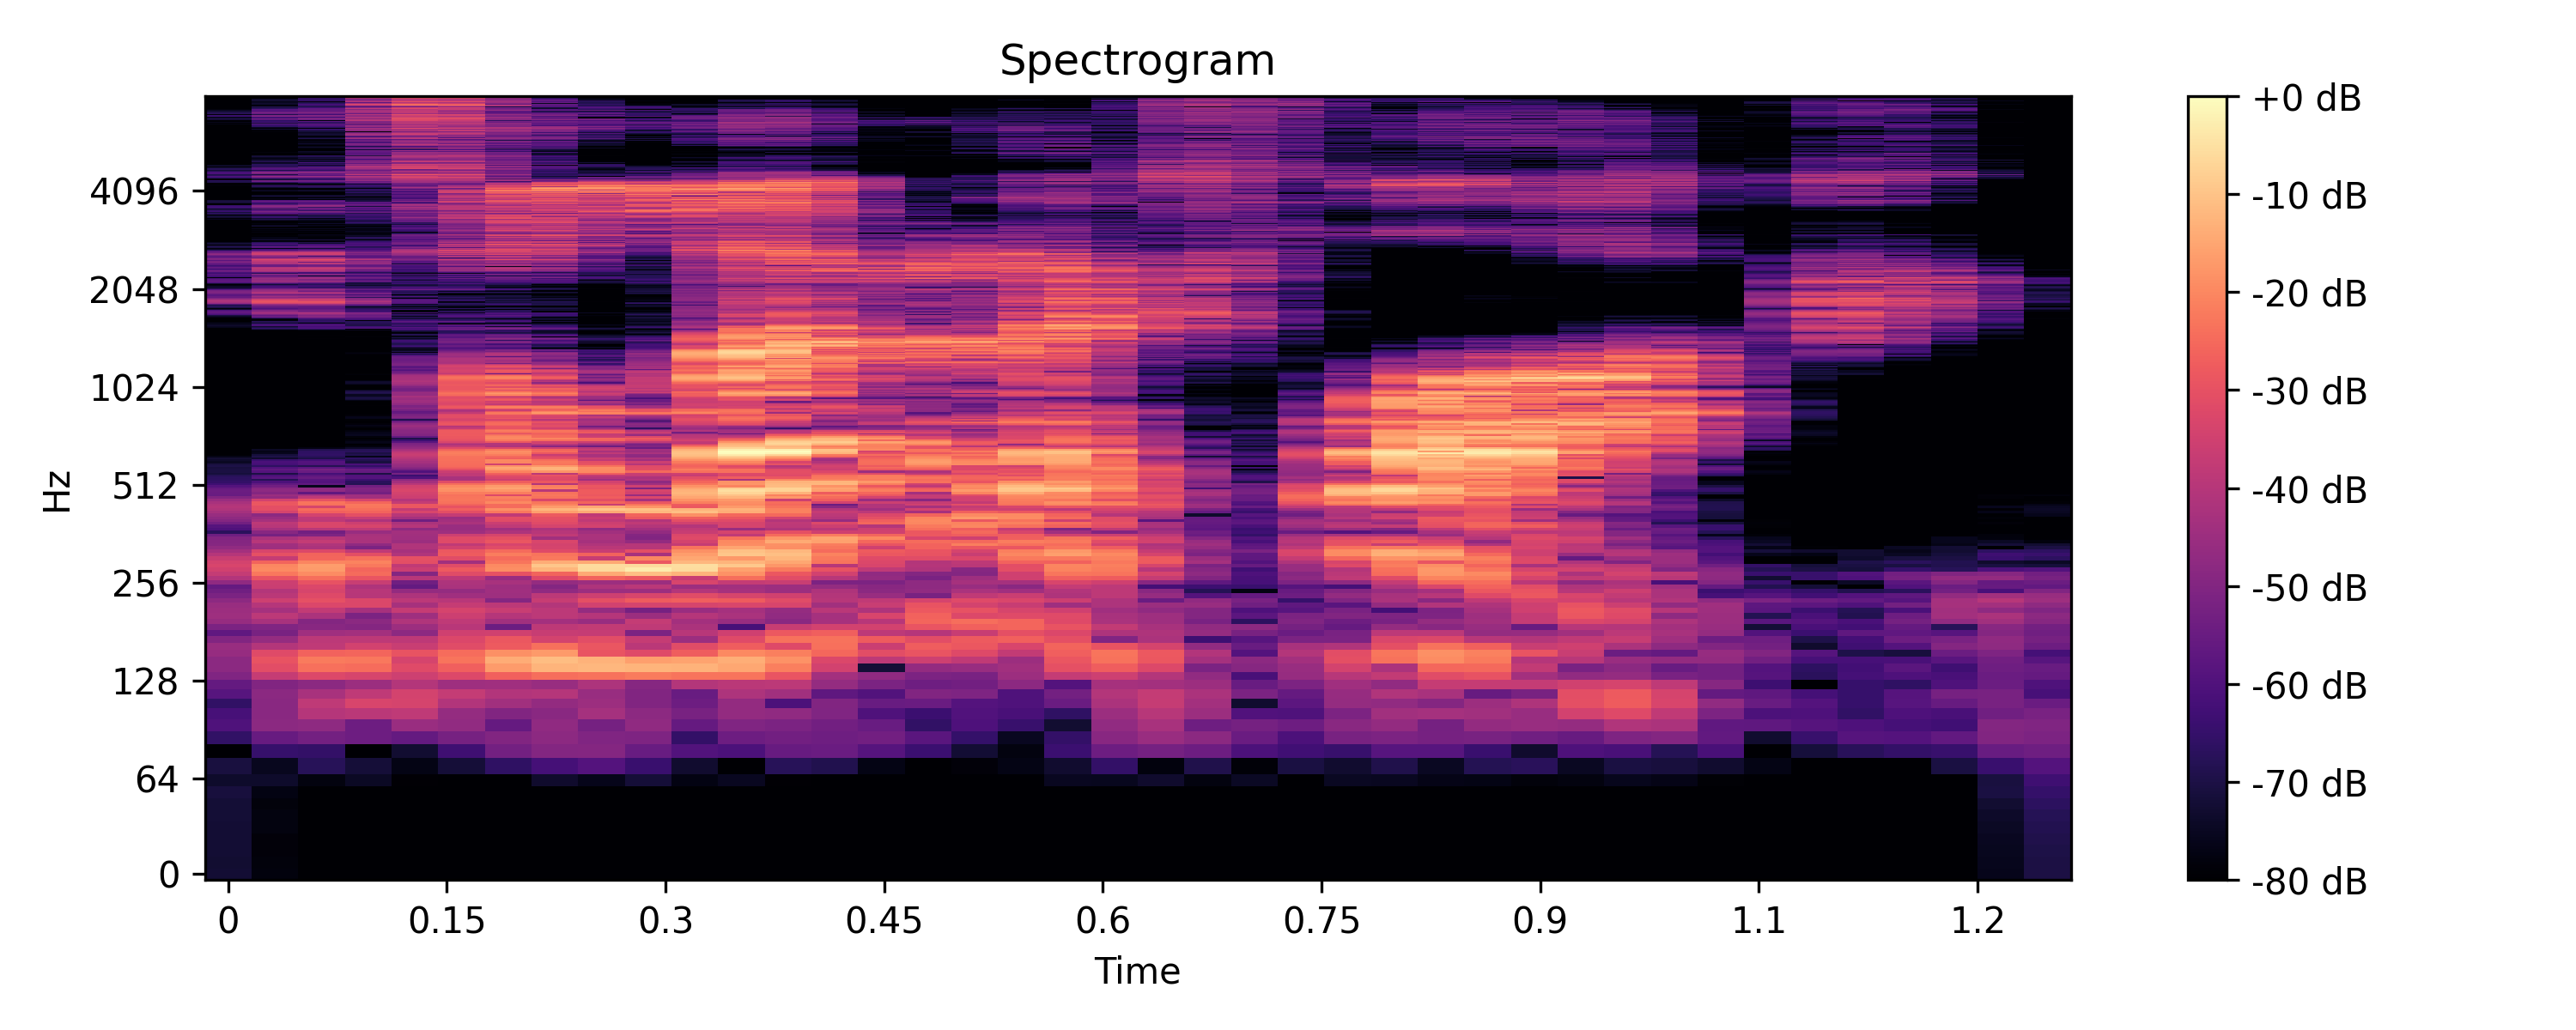 Spectrogram
Hz
4096
2048
1024
512
256
128
64
0
0 0.15 0.3 0.45 0.6 0.75 0.9 1.1 1.2
Time
+0 dB
-10 dB
-20 dB
-30 dB
-40 dB
-50 dB
-60 dB
-70 dB
-80 dB